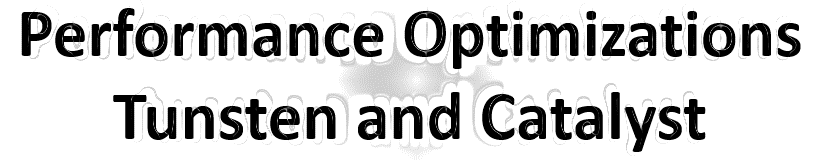 Performance Optimizations
Tunsten and Catalyst